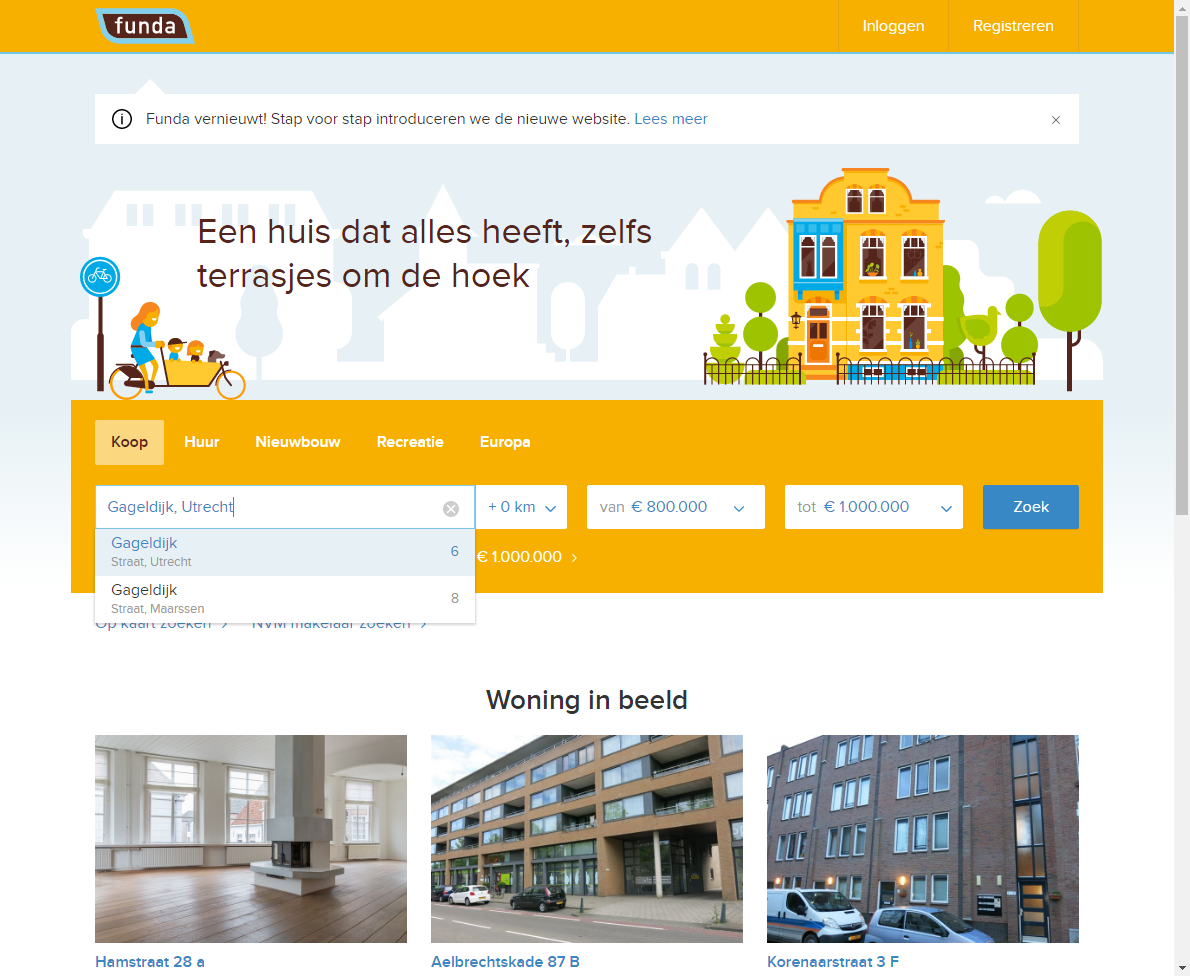 funda
Inloggen
Registreren
Funda vernieuwt! Stap voor stap introduceren we de nieuwe website. Lees meer
Een huis dat alles heeft, zelfs
terrasjes om de hoek
Koop Huur Nieuwbouw Recreatie Europa
Gageldijk, Utrecht + 0 km van € 800.000 tot € 1.000.000 Zoek
Gageldijk 6
Straat, Utrecht
€ 1.000.000
Gageldijk 8
Straat, Maarssen
Op kaart zoeken NVM makelaar zoeken
Woning in beeld
Hamstraat 28 a
Aelbrechtskade 87 B
Korenaarstraat 3 F